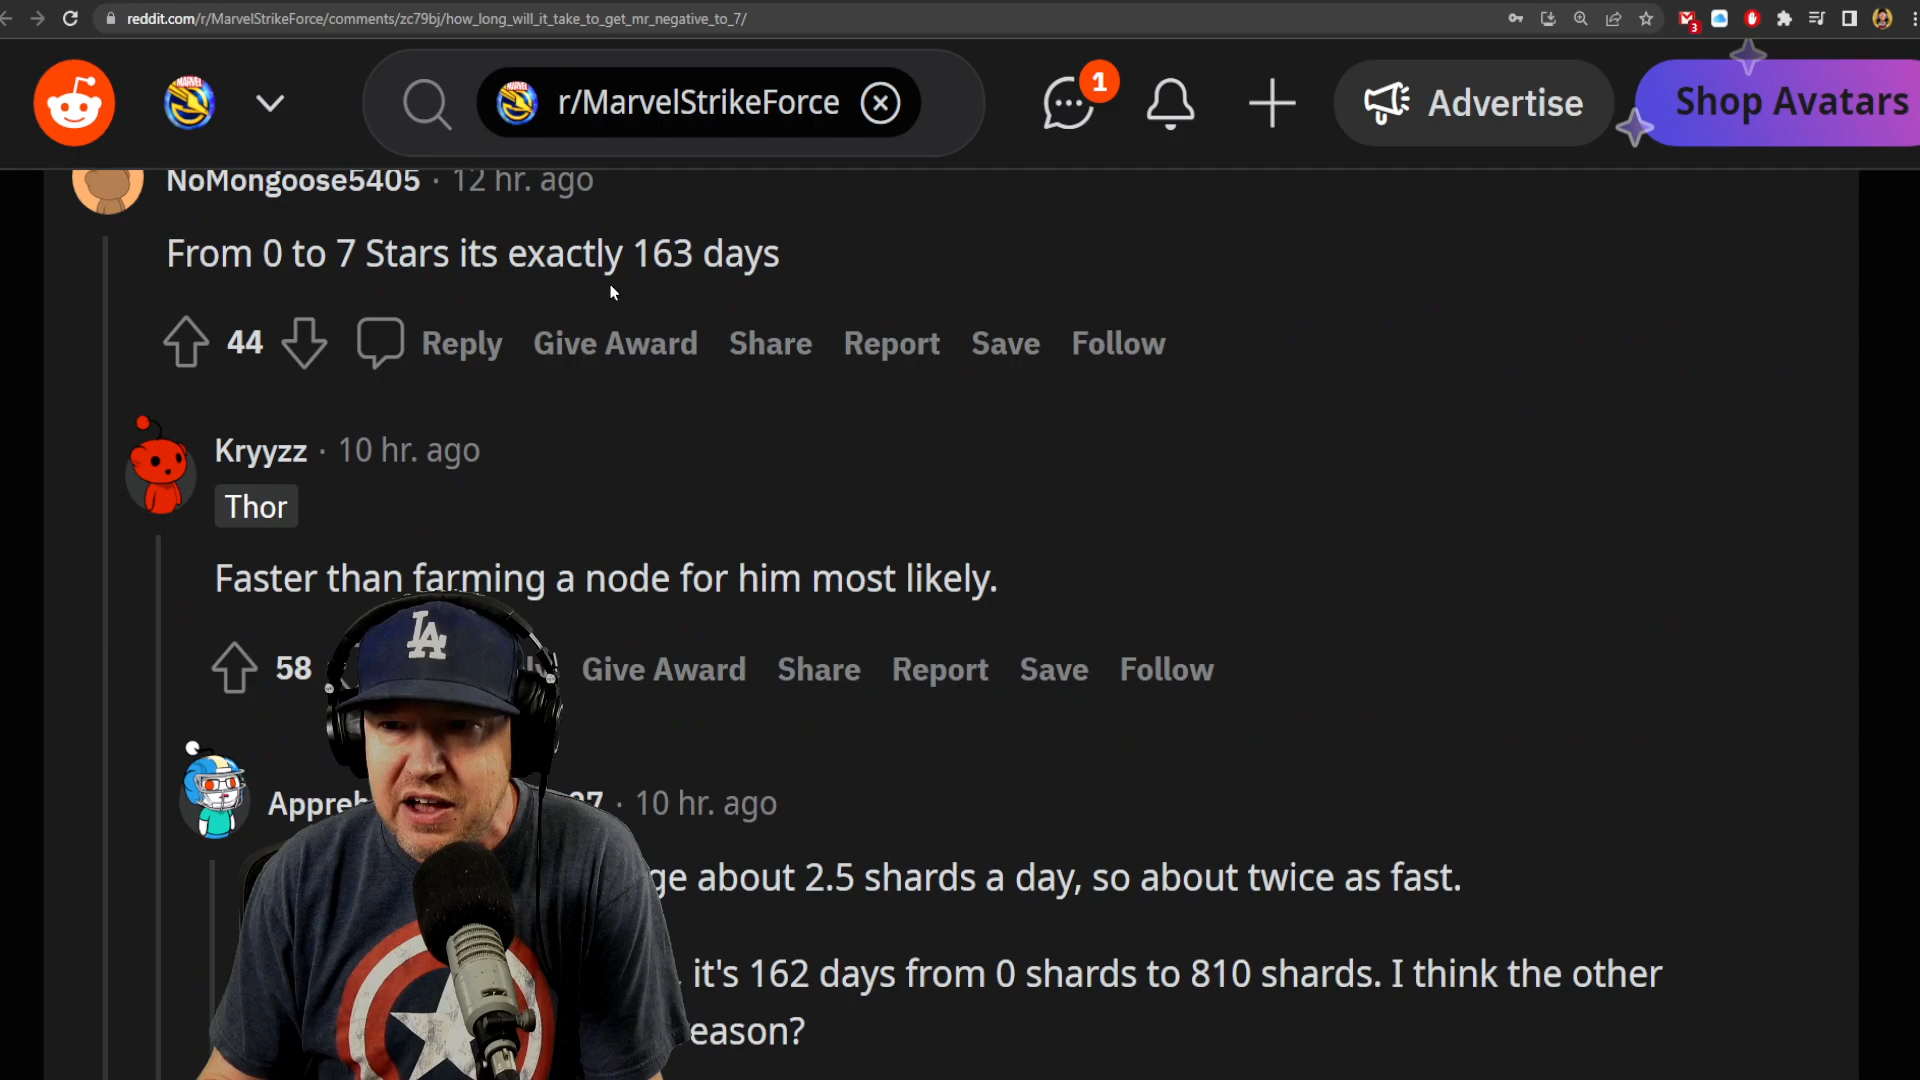 reddit.com/r/MarvelStrikeForce/comments/zc79bj/how_long_will_it_take_to_get_mr_negative_to_7/
3
MARVEL
MARVEL r/MarvelStrikeForce
1
Advertise
Shop Avatars
NoMongoose5405 · 12 hr. ago
From 0 to 7 Stars its exactly 163 days
44 Reply Give Award Share Report Save Follow
Kryyzz · 10 hr. ago
Thor
Faster than farming a node for him most likely.
58 Give Award Share Report Save Follow
LA
· 10 hr. ago
about 2.5 shards a day, so about twice as fast.
it's 162 days from 0 shards to 810 shards. I think the other